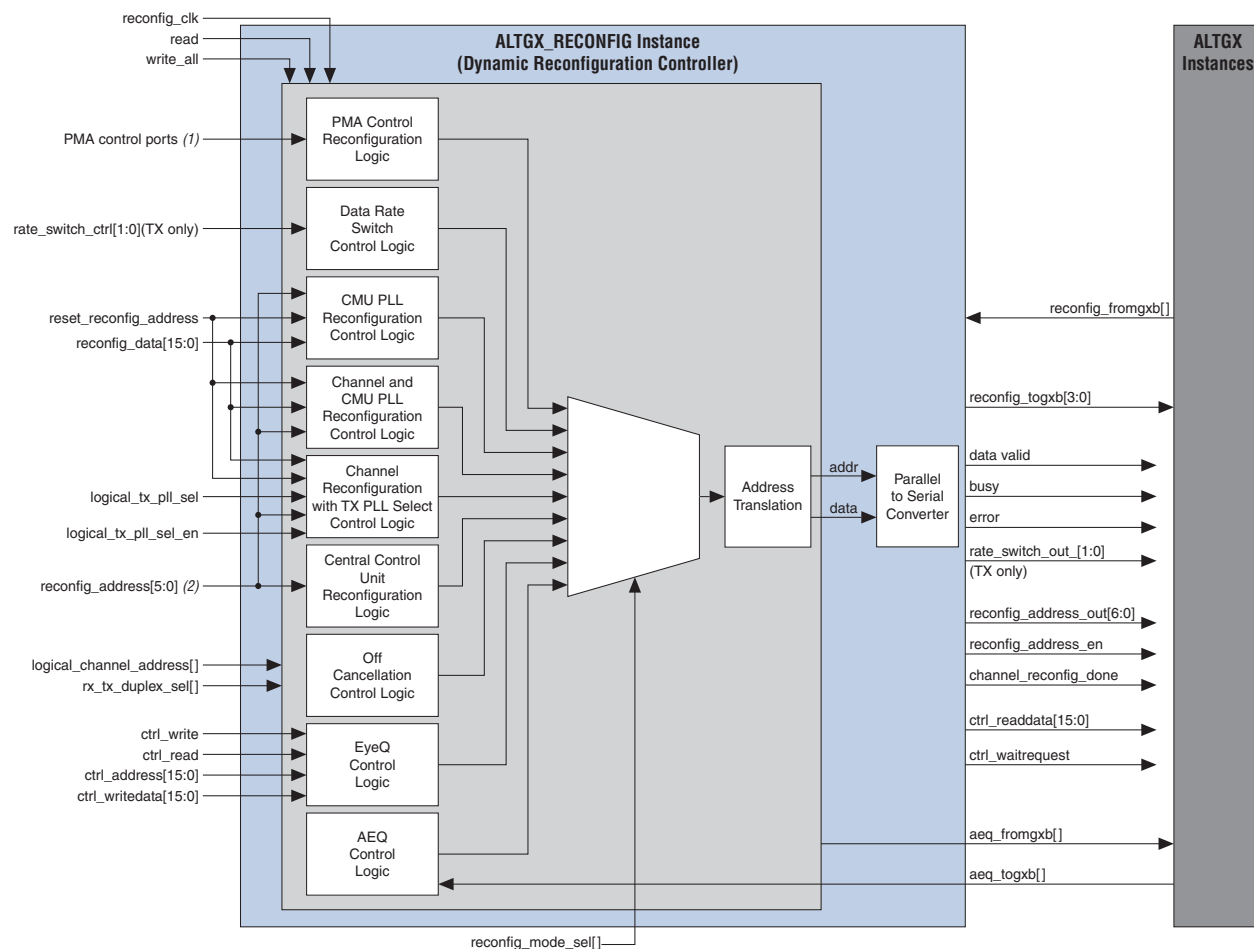 reconfig_clk
read
write_all
ALTGX_RECONFIG Instance
(Dynamic Reconfiguration Controller)
ALTGX
Instances
PMA control ports (1)
PMA Control
Reconfiguration
Logic
rate_switch_ctrl[1:0](TX only)
Data Rate
Switch
Control Logic
reset_reconfig_address
reconfig_data[15:0]
CMU PLL
Reconfiguration
Control Logic
Channel and
CMU PLL
Reconfiguration
Control Logic
logical_tx_pll_sel
logical_tx_pll_sel_en
Channel
Reconfiguration
with TX PLL Select
Control Logic
reconfig_address[5:0] (2)
Central Control
Unit
Reconfiguration
Logic
logical_channel_address[]
rx_tx_duplex_sel[]
Off
Cancellation
Control Logic
ctrl_write
ctrl_read
ctrl_address[15:0]
ctrl_writedata[15:0]
EyeQ
Control
Logic
AEQ
Control
Logic
reconfig_mode_sel[]
Address
Translation
addr
data
Parallel
to Serial
Converter
reconfig_fromgxb[]
reconfig_togxb[3:0]
data valid
busy
error
rate_switch_out_[1:0]
(TX only)
reconfig_address_out[6:0]
reconfig_address_en
channel_reconfig_done
ctrl_readdata[15:0]
ctrl_waitrequest
aeq_fromgxb[]
aeq_togxb[]